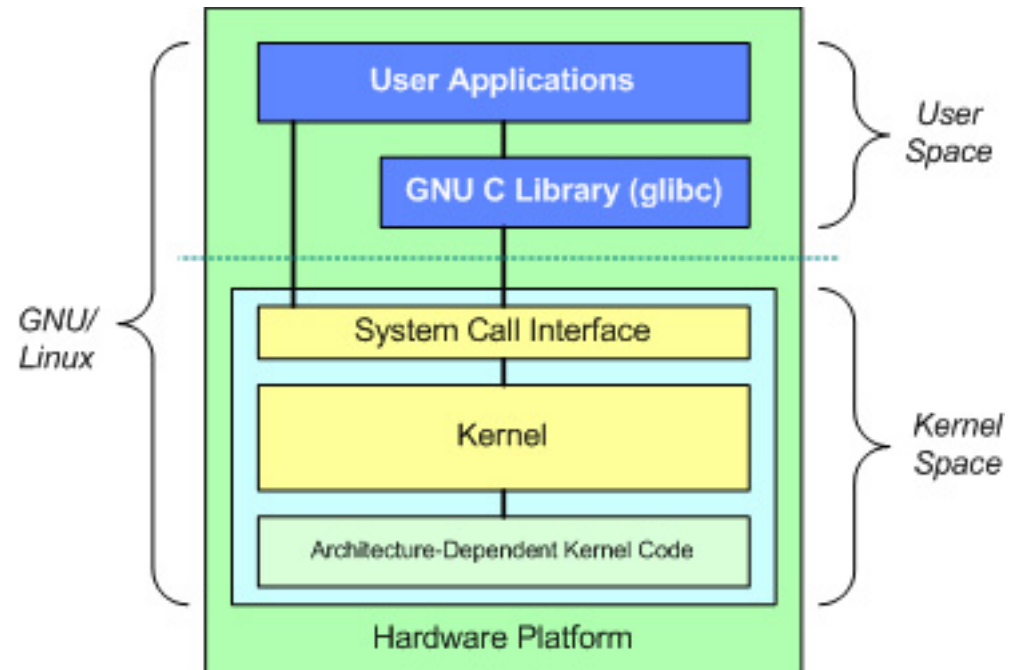 User Applications
User
Space
GNU C Library (glibc)
GNU/
Linux
System Call Interface
Kernel
Kernel
Space
Architecture-Dependent Kernel Code
Hardware Platform